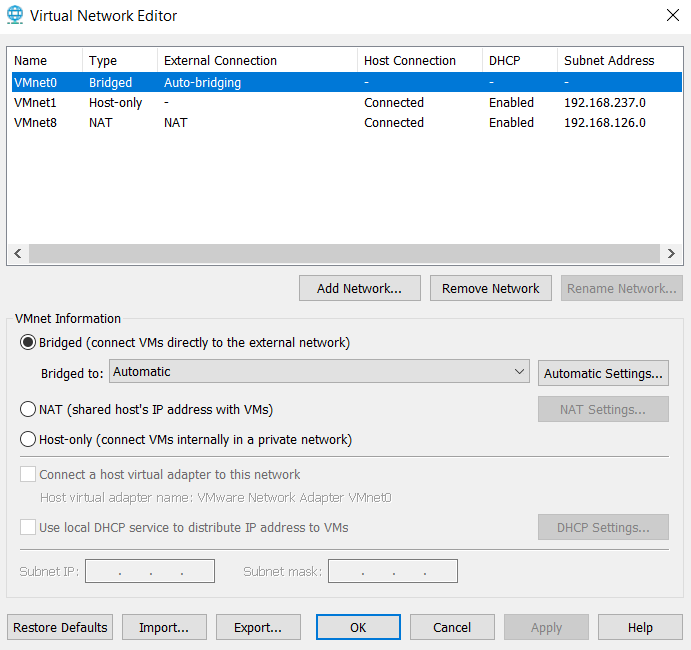 Virtual Network Editor
Name Type External Connection Host Connection DHCP Subnet Address
VMnet0 Bridged Auto-bridging - - -
VMnet1 Host-only - Connected Enabled 192.168.237.0
VMnet8 NAT NAT Connected Enabled 192.168.126.0
Add Network... Remove Network Rename Network...
VMnet Information
Bridged (connect VMs directly to the external network)
Bridged to: Automatic Automatic Settings...
NAT (shared host's IP address with VMs) NAT Settings...
Host-only (connect VMs internally in a private network)
Connect a host virtual adapter to this network
Host virtual adapter name: VMware Network Adapter VMnet0
Use local DHCP service to distribute IP address to VMs DHCP Settings...
Subnet IP: . . . Subnet mask: . . .
Restore Defaults Import... Export... OK Cancel Apply Help